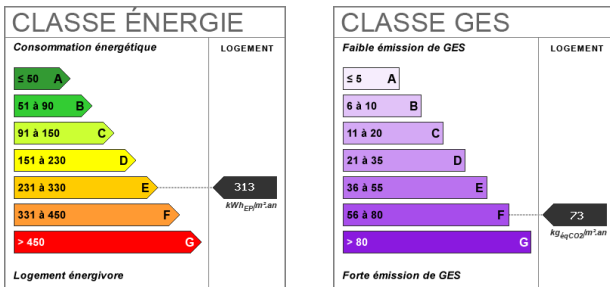 CLASSE ÉNERGIE
Consommation énergétique
LOGEMENT
≤ 50 A
51 à 90 B
91 à 150 C
151 à 230 D
231 à 330 E
313
kWhEP/m².an
331 à 450 F
> 450 G
Logement énergivore
CLASSE GES
Faible émission de GES
LOGEMENT
≤ 5 A
6 à 10 B
11 à 20 C
21 à 35 D
36 à 55 E
56 à 80 F
73
kgéqCO2/m².an
> 80 G
Forte émission de GES